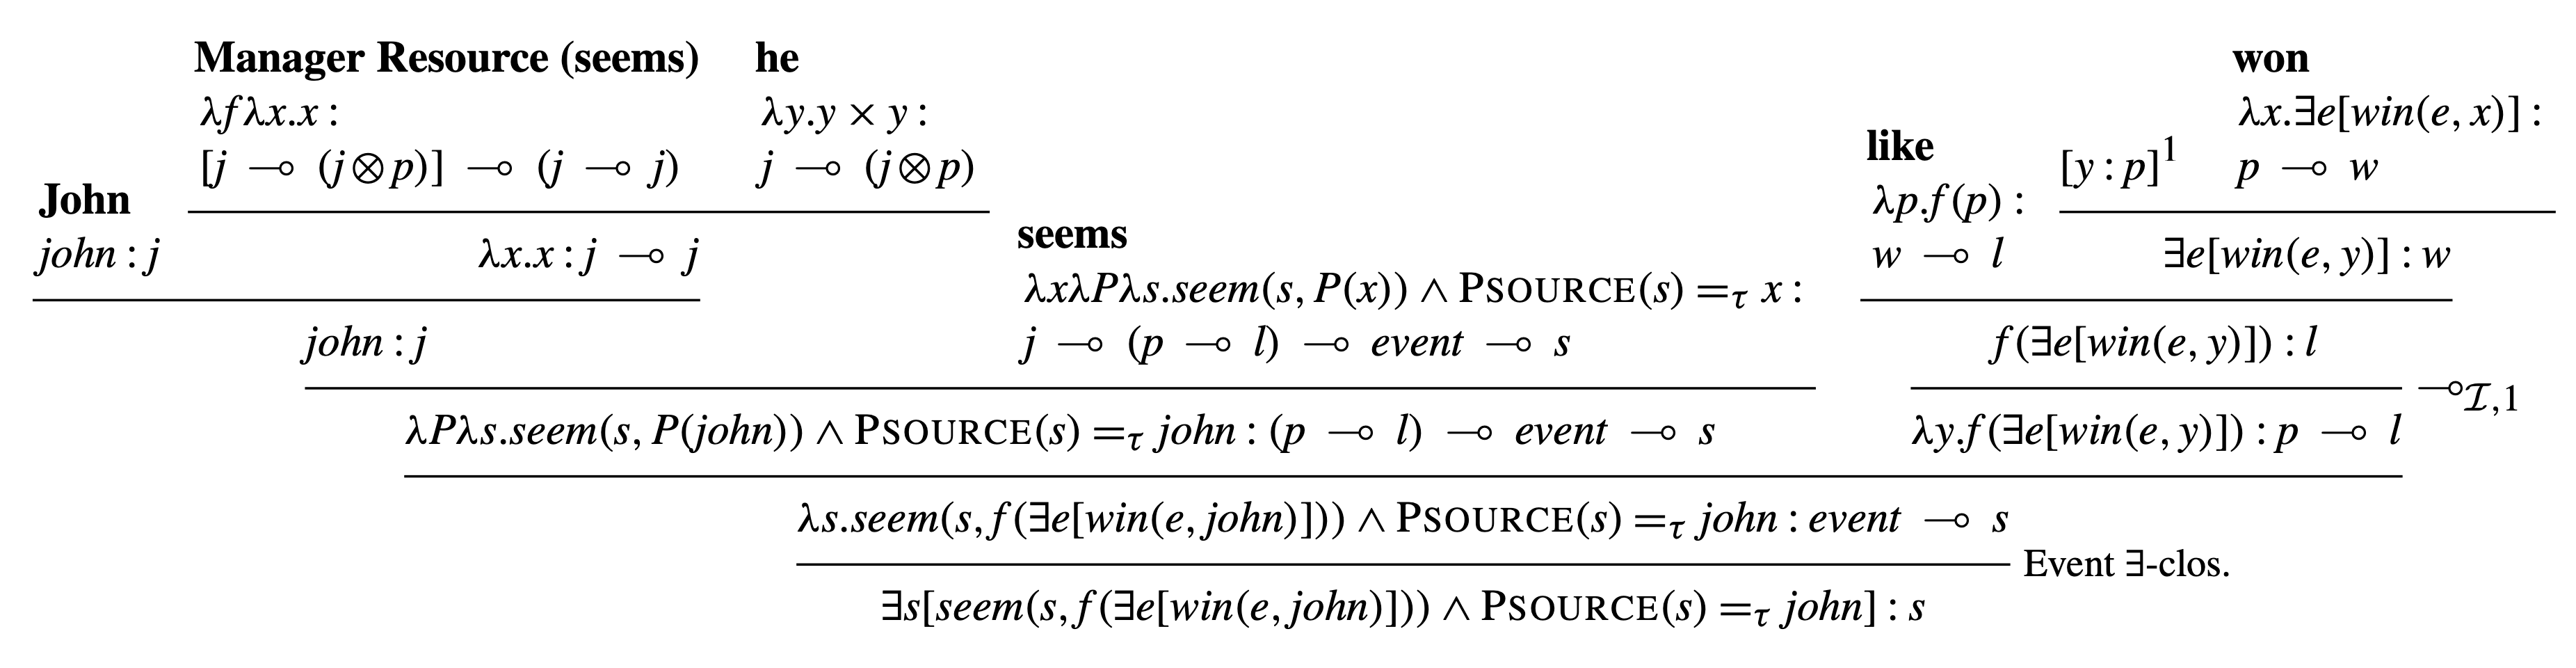 Manager Resource (seems) he won
λfλx.x : λy.y × y : λx.∃e[win(e, x)] :
like
[j ⊸ (j⊗p)] ⊸ (j ⊸ j) j ⊸ (j⊗p) [y : p]¹ p ⊸ w
John λp.f(p) :
seems
john : j λx.x : j ⊸ j w ⊸ l ∃e[win(e, y)] : w
λxλPλs.seem(s, P(x)) ∧ PSOURCE(s) =τ x :
john : j j ⊸ (p ⊸ l) ⊸ event ⊸ s f(∃e[win(e, y)]) : l
⊸ℐ,1
λPλs.seem(s, P(john)) ∧ PSOURCE(s) =τ john : (p ⊸ l) ⊸ event ⊸ s λy.f(∃e[win(e, y)]) : p ⊸ l
λs.seem(s, f(∃e[win(e, john)])) ∧ PSOURCE(s) =τ john : event ⊸ s
Event ∃-clos.
∃s[seem(s, f(∃e[win(e, john)])) ∧ PSOURCE(s) =τ john] : s